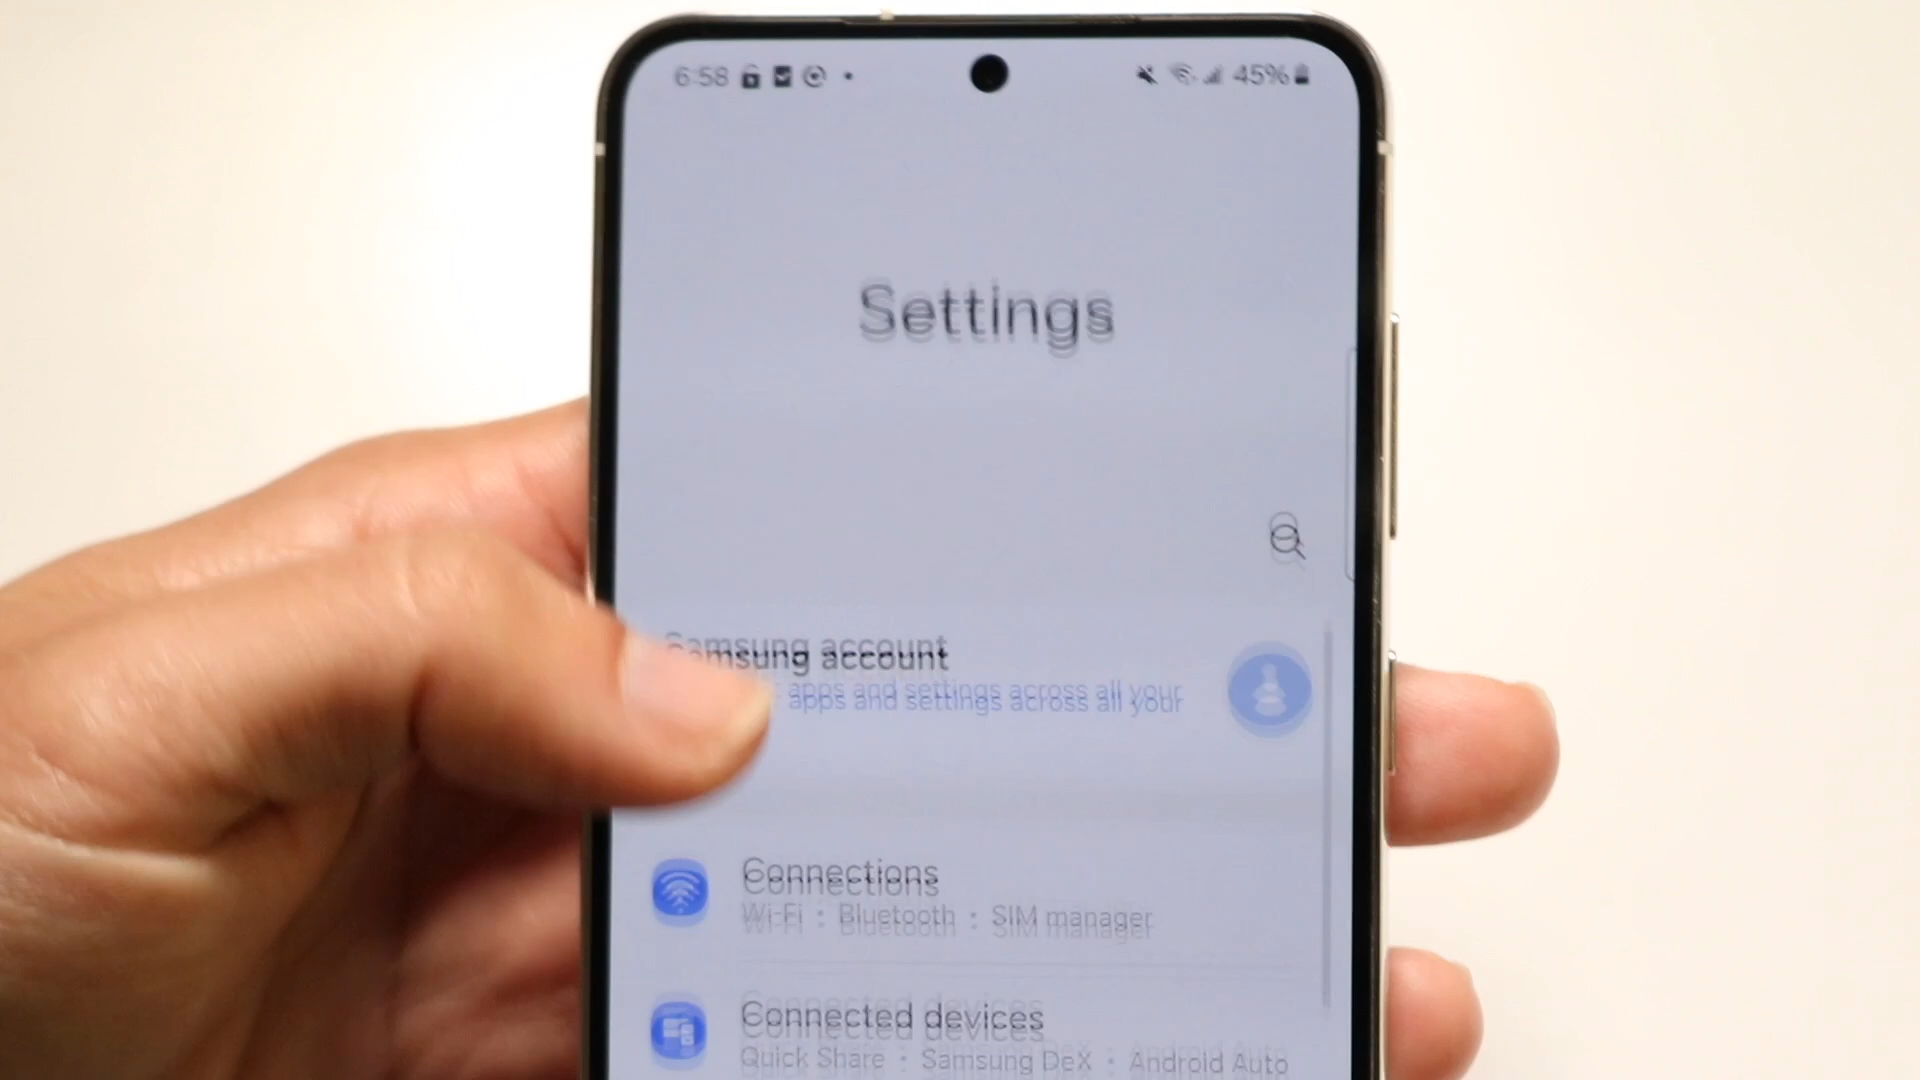 6:58 45%
Settings
Samsung account
apps and settings across all your
Connections
Wi-Fi • Bluetooth • SIM manager
Connected devices
Quick Share • Samsung DeX • Android Auto